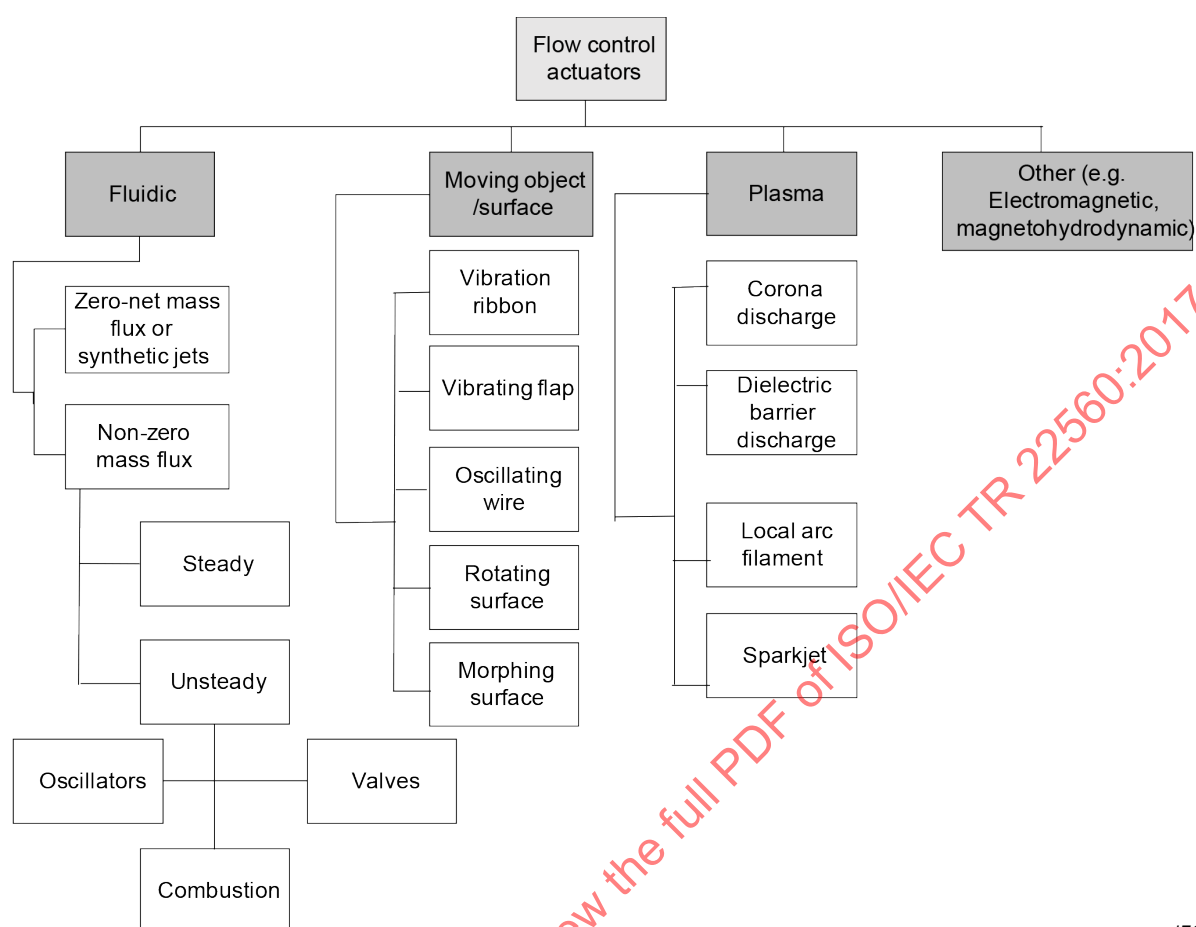 Flow control
actuators
Fluidic
Moving object
/surface
Plasma
Other (e.g.
Electromagnetic,
magnetohydrodynamic)
Zero-net mass
flux or
synthetic jets
Non-zero
mass flux
Steady
Unsteady
Oscillators
Valves
Combustion
Vibration
ribbon
Vibrating flap
Oscillating
wire
Rotating
surface
Morphing
surface
Corona
discharge
Dielectric
barrier
discharge
Local arc
filament
Sparkjet
the full PDF of ISO/IEC TR 22560:2017